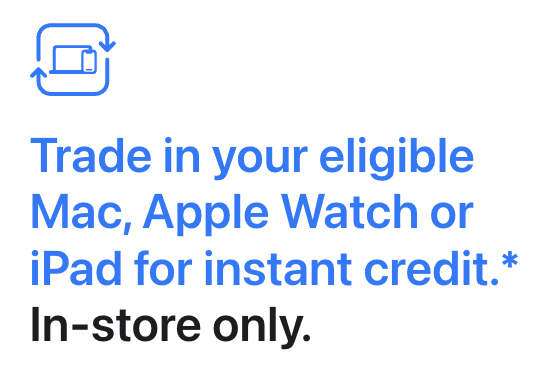 Trade in your eligible
Mac, Apple Watch or
iPad for instant credit.*
In-store only.